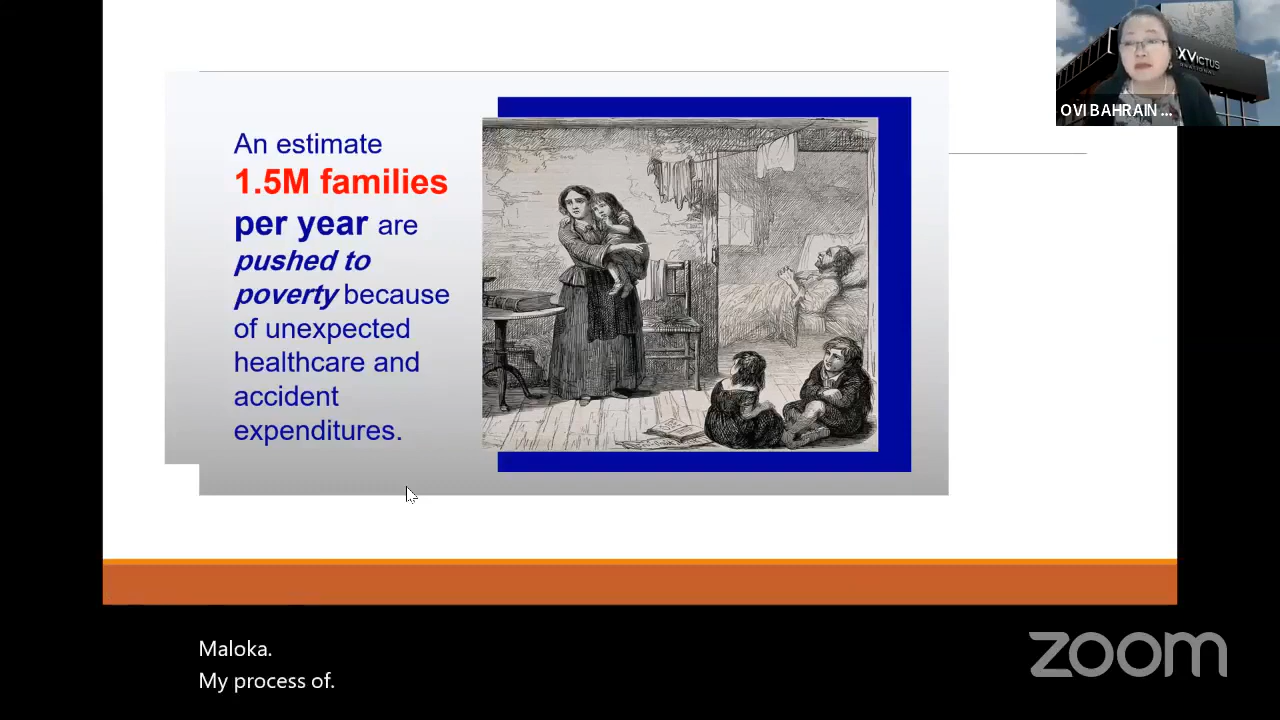 An estimate
1.5M families
per year are
pushed to
poverty because
of unexpected
healthcare and
accident
expenditures.
XVICTUS
OVI BAHRAIN ...
Maloka.
My process of.
zoom